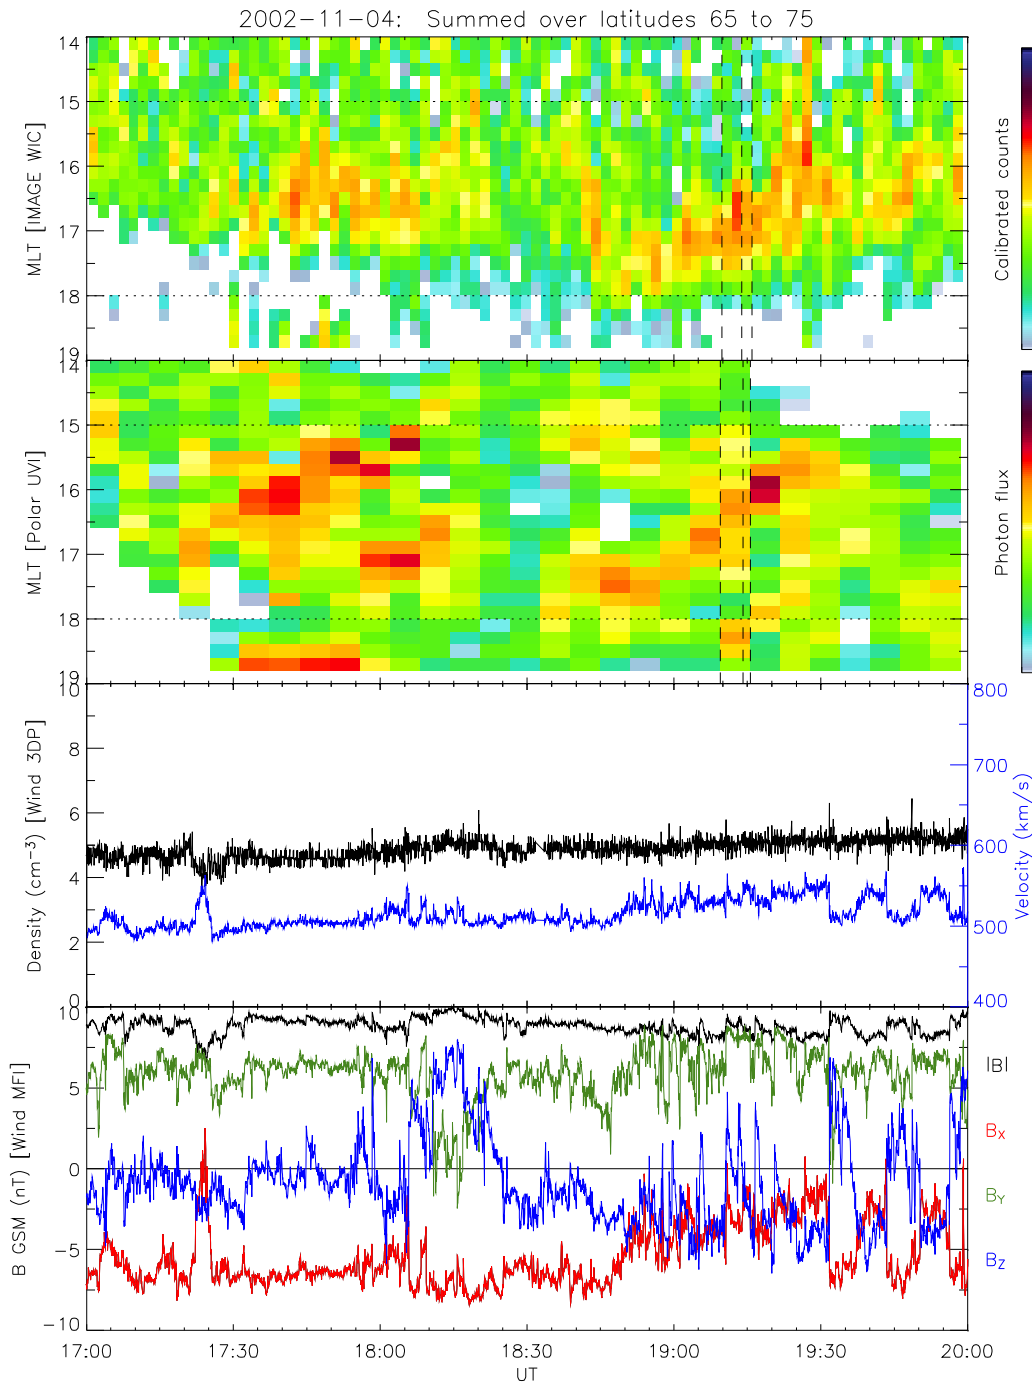 2002-11-04: Summed over latitudes 65 to 75
14
15
16
17
18
19
MLT [IMAGE WIC]
Calibrated counts
14
15
16
17
18
19
MLT [Polar UVI]
Photon flux
10
8
6
4
2
0
Density (cm⁻³) [Wind 3DP]
800
700
600
500
400
Velocity (km/s)
10
5
0
-5
-10
B GSM (nT) [Wind MFI]
|B|
Bx
BY
Bz
17:00 17:30 18:00 18:30 19:00 19:30 20:00
UT